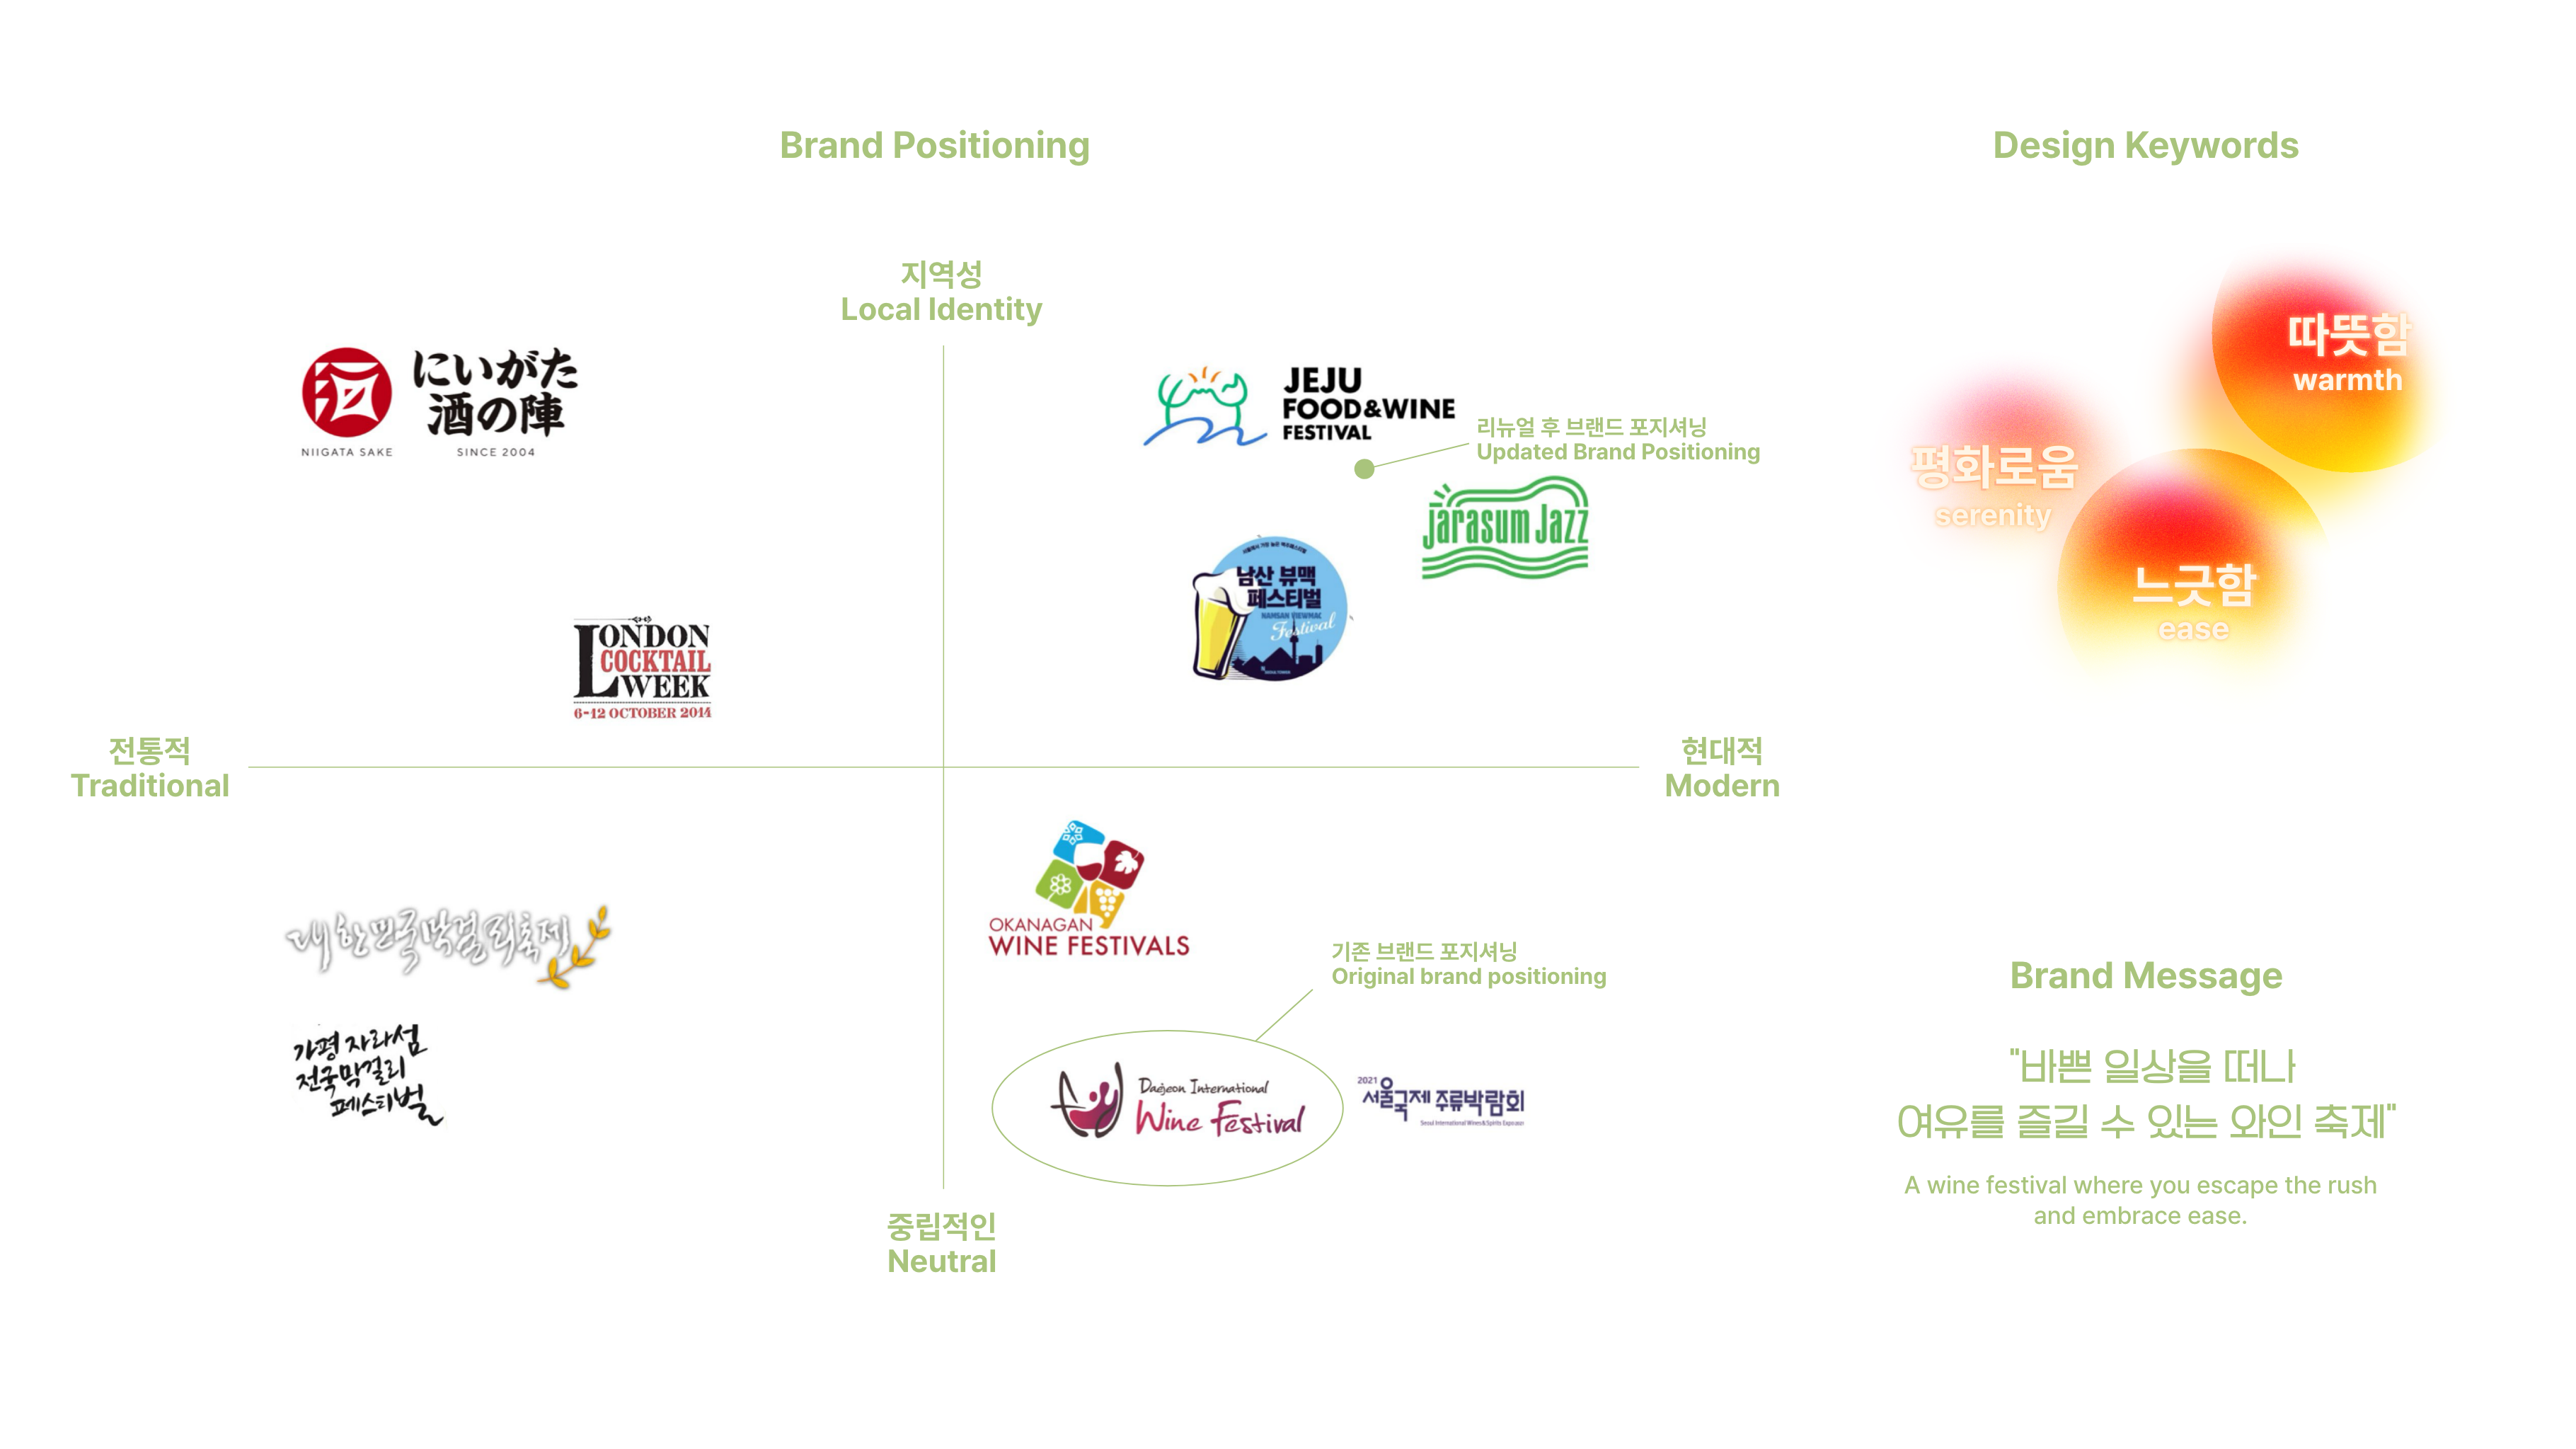 Brand Positioning
Design Keywords
지역성
Local Identity
にいがた
酒の陣
酒
NIIGATA SAKE
SINCE 2004
JEJU
FOOD&WINE
FESTIVAL
리뉴얼 후 브랜드 포지셔닝
Updated Brand Positioning
jarasum Jazz
남산 뷰맥
페스티벌
NAMSAN VIEWMAC
Festival
LONDON
COCKTAIL
WEEK
6-12 OCTOBER 2014
전통적
Traditional
현대적
Modern
OKANAGAN
WINE FESTIVALS
대한민국막걸리축제
가평 자라섬
전국막걸리
페스티벌
기존 브랜드 포지셔닝
Original brand positioning
Daejeon International
Wine Festival
2021
서울국제 주류박람회
Seoul International Wines&Spirits Expo
중립적인
Neutral
따뜻함
warmth
평화로움
serenity
느긋함
ease
Brand Message
"바쁜 일상을 떠나
여유를 즐길 수 있는 와인 축제"
A wine festival where you escape the rush
and embrace ease.